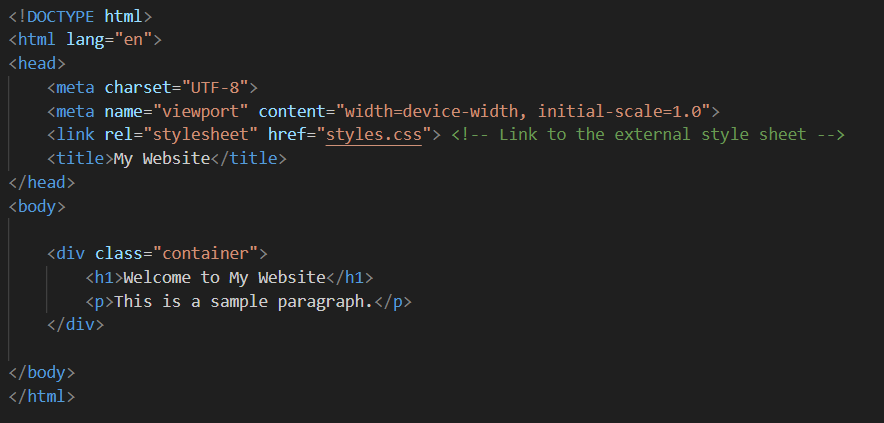 <!DOCTYPE html>
<html lang="en">
<head>
    <meta charset="UTF-8">
    <meta name="viewport" content="width=device-width, initial-scale=1.0">
    <link rel="stylesheet" href="styles.css"> <!-- Link to the external style sheet -->
    <title>My Website</title>
</head>
<body>

    <div class="container">
        <h1>Welcome to My Website</h1>
        <p>This is a sample paragraph.</p>
    </div>

</body>
</html>